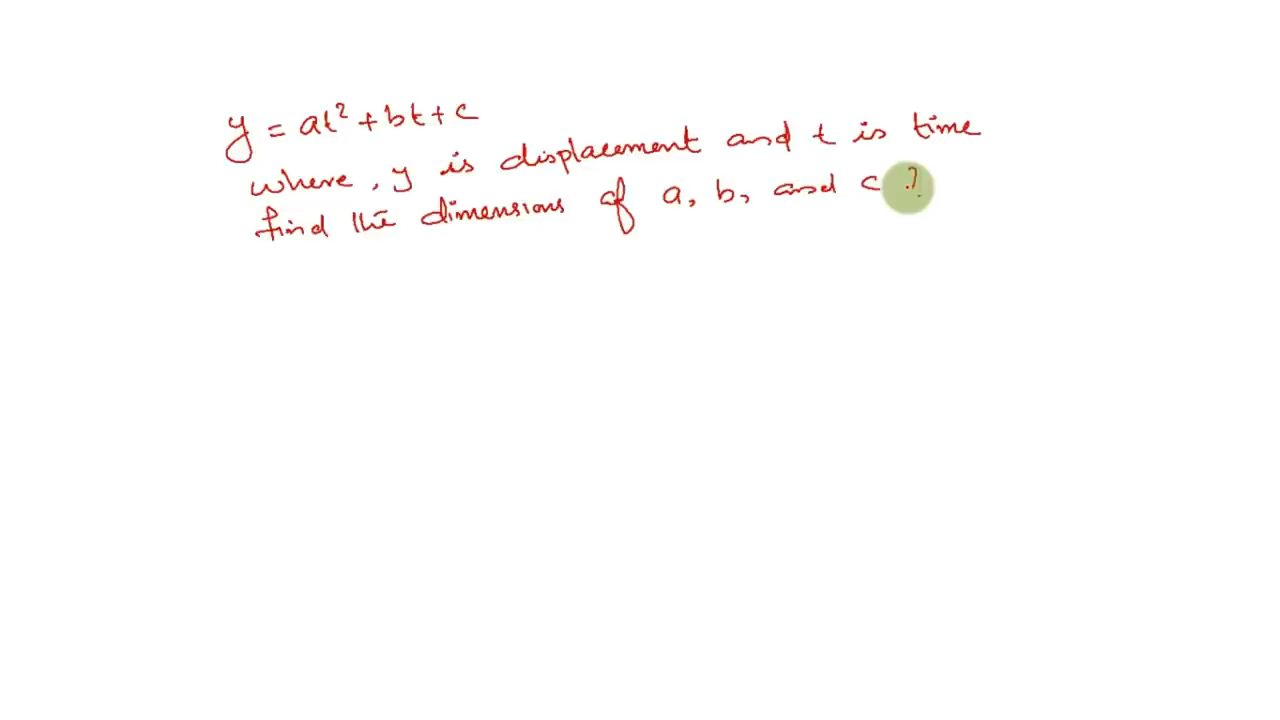 y = at² + bt + c
where, y is displacement and t is time
find the dimensions of a, b, and c ?